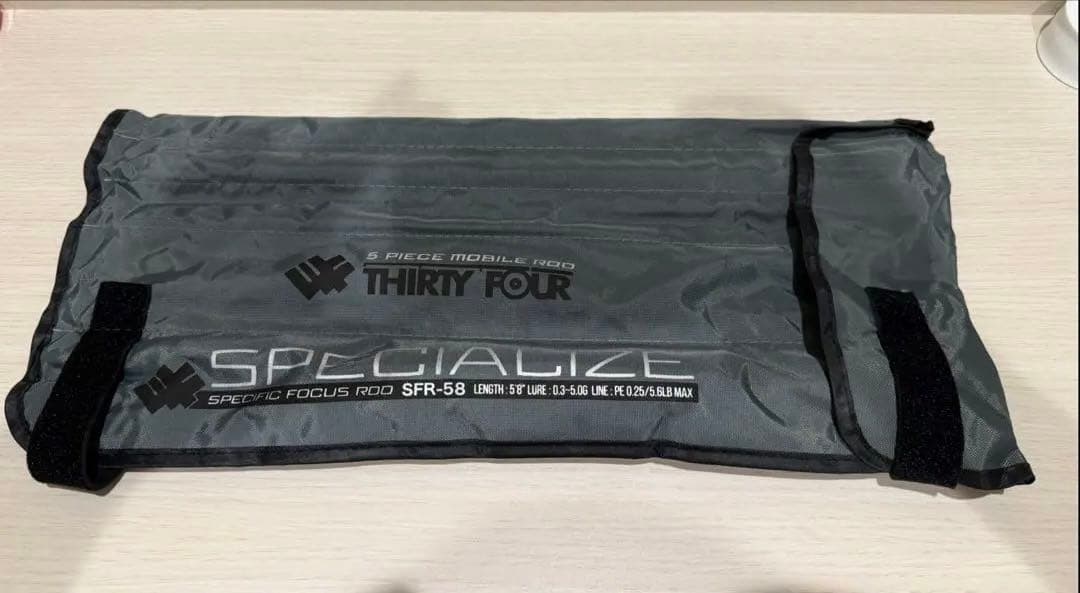 5 PIECE MOBILE ROD
THIRTY FOUR
SPECIALIZE
SPECIFIC FOCUS ROD SFR-58 LENGTH : 5'8" LURE : 0.3-5.0G LINE : PE 0.25/5.6LB MAX